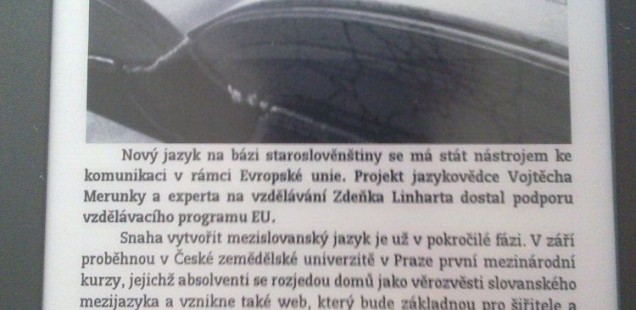 Nový jazyk na bázi staroslověnštiny se má stát nástrojem ke
komunikaci v rámci Evropské unie. Projekt jazykovědce Vojtěcha
Merunky a experta na vzdělávání Zdeňka Linharta dostal podporu
vzdělávacího programu EU.
Snaha vytvořit mezislovanský jazyk je už v pokročilé fázi. V září
proběhnou v České zemědělské univerzitě v Praze první mezinárodní
kurzy, jejichž absolventi se rozjedou domů jako věrozvěsti slovanského
mezijazyka a vznikne také web, který bude základnou pro šiřitele a